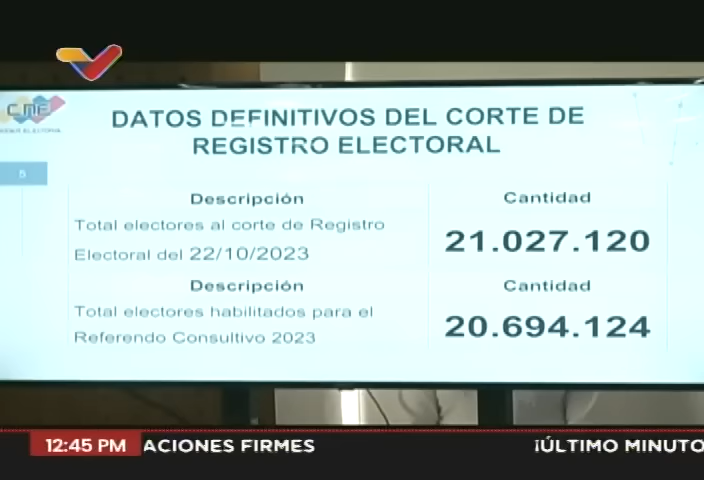 CNE
DATOS DEFINITIVOS DEL CORTE DE
REGISTRO ELECTORAL
5
Descripción
Cantidad
Total electores al corte de Registro
Electoral del 22/10/2023
21.027.120
Descripción
Cantidad
Total electores habilitados para el
Referendo Consultivo 2023
20.694.124
12:45 PM ACIONES FIRMES
¡ÚLTIMO MINUTO